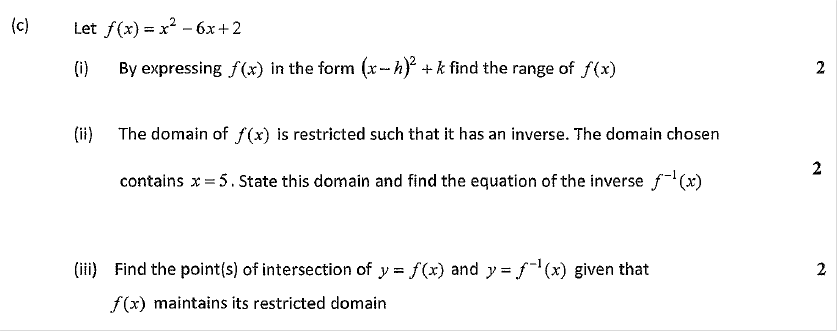 (c) Let f(x) = x² − 6x + 2
(i) By expressing f(x) in the form (x − h)² + k find the range of f(x) 2
(ii) The domain of f(x) is restricted such that it has an inverse. The domain chosen
contains x = 5. State this domain and find the equation of the inverse f⁻¹(x) 2
(iii) Find the point(s) of intersection of y = f(x) and y = f⁻¹(x) given that 2
f(x) maintains its restricted domain